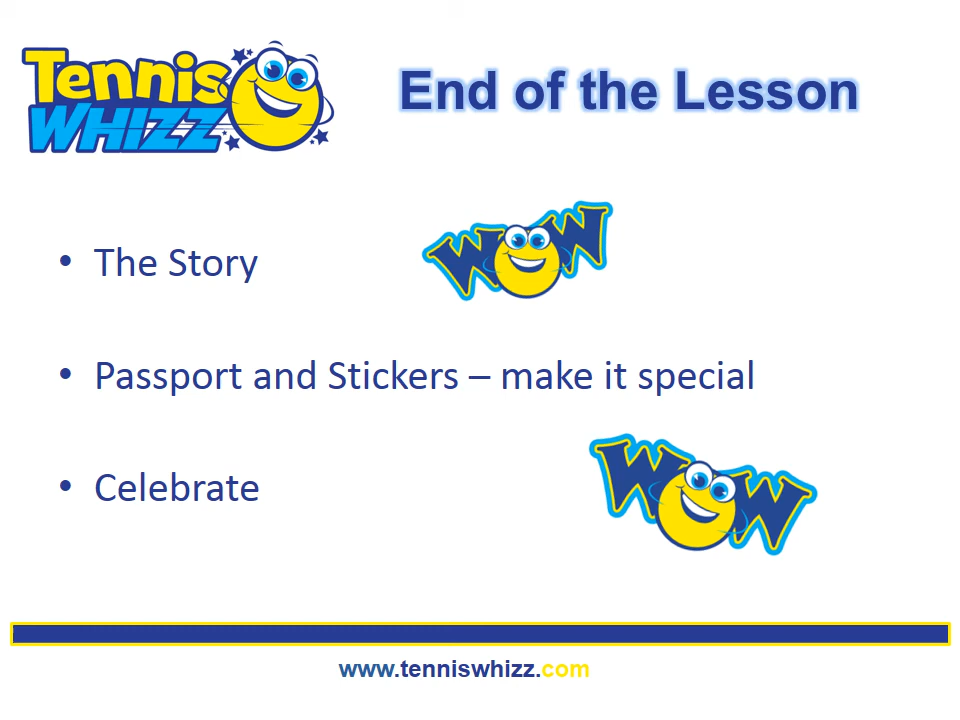 Tennis
WHIZZ
End of the Lesson
• The Story
WOW
• Passport and Stickers – make it special
• Celebrate
WOW
www.tenniswhizz.com